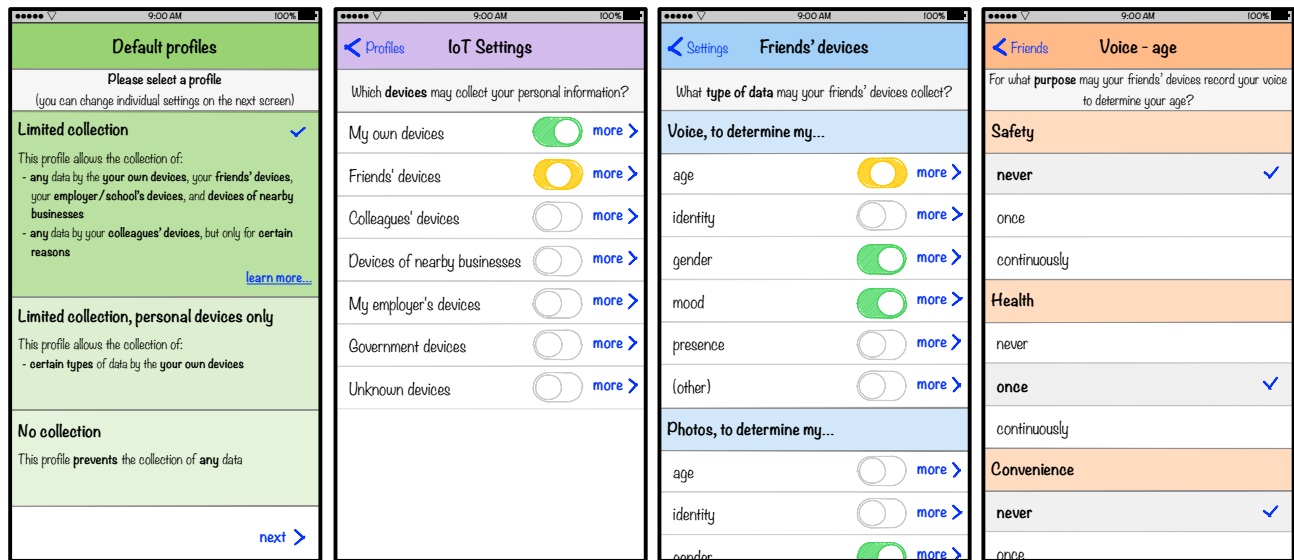 9:00 AM 100%
Default profiles
Please select a profile
(you can change individual settings on the next screen)
Limited collection
This profile allows the collection of:
- any data by the your own devices, your friends' devices,
your employer/school's devices, and devices of nearby
businesses
- any data by your colleagues' devices, but only for certain
reasons
learn more...
Limited collection, personal devices only
This profile allows the collection of:
- certain types of data by the your own devices
No collection
This profile prevents the collection of any data
next
9:00 AM 100%
Profiles IoT Settings
Which devices may collect your personal information?
My own devices more
Friends' devices more
Colleagues' devices more
Devices of nearby businesses more
My employer's devices more
Government devices more
Unknown devices more
9:00 AM 100%
Settings Friends' devices
What type of data may your friends' devices collect?
Voice, to determine my...
age more
identity more
gender more
mood more
presence more
(other) more
Photos, to determine my...
age more
identity more
gender more
9:00 AM 100%
Friends Voice - age
For what purpose may your friends' devices record your voice
to determine your age?
Safety
never
once
continuously
Health
never
once
continuously
Convenience
never
once